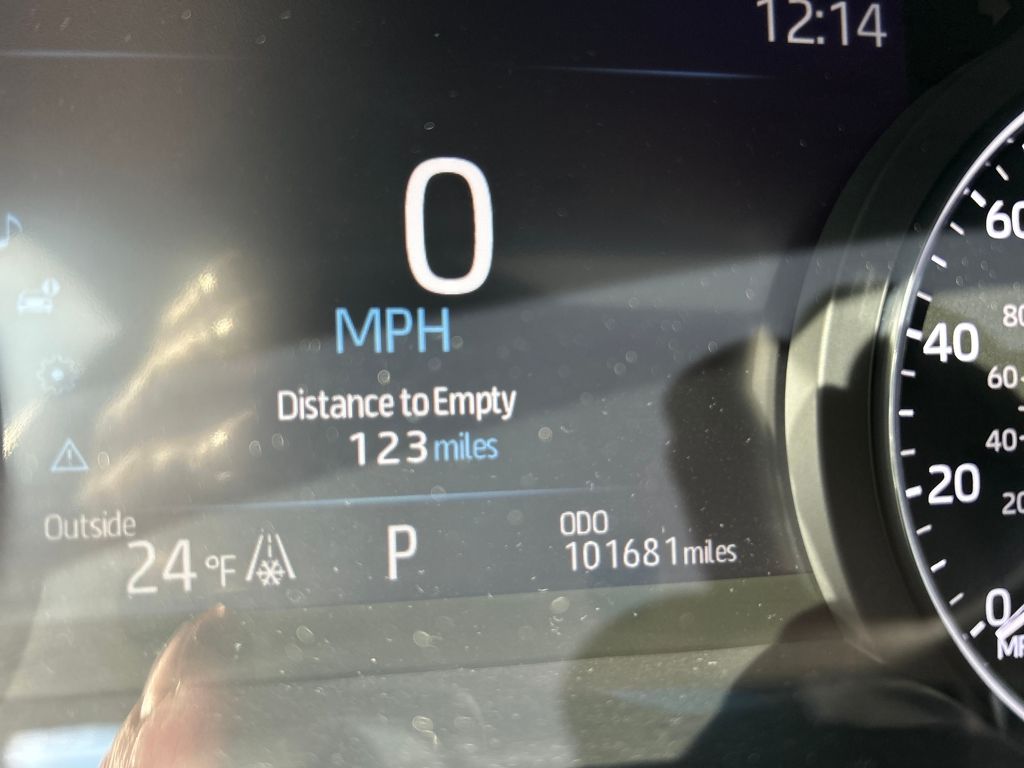 12:14
0
MPH
Distance to Empty
123 miles
Outside
24 °F
P
ODO
101681 miles
60
40
20
0
80
60
40
20